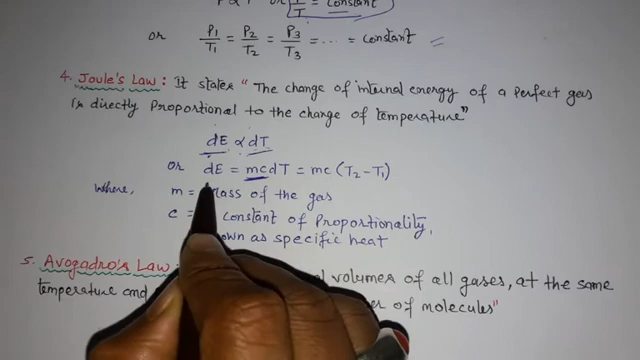 = constant
or P₁/T₁ = P₂/T₂ = P₃/T₃ = ...... = constant
4. Joule's Law : It states " The change of internal energy of a perfect gas
is directly Proportional to the change of temperature"
dE ∝ dT
or dE = mcdT = mc (T₂-T₁)
where, m = mass of the gas
c = constant of proportionality,
known as specific heat
5. Avogadro's Law : volumes of all gases, at the same
temperature and of molecules"